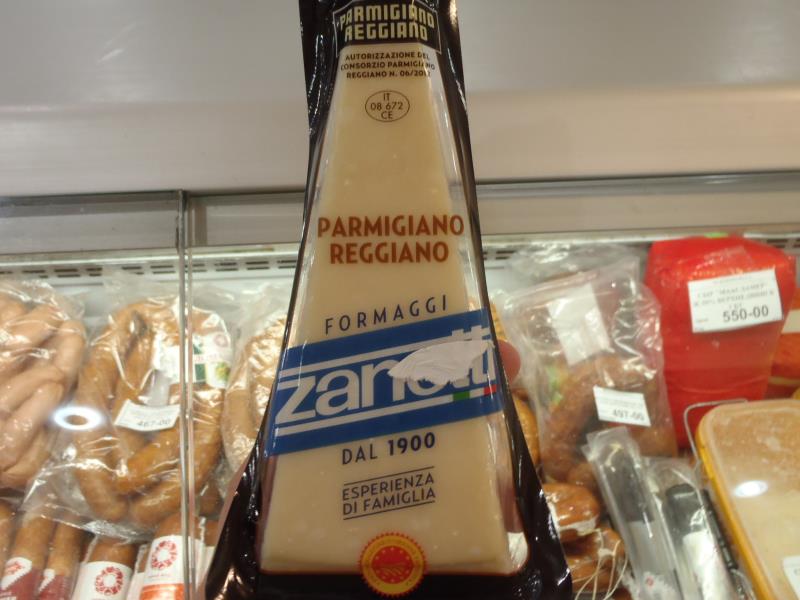 PARMIGIANO
REGGIANO
AUTORIZZAZIONE DEL
CONSORZIO PARMIGIANO
REGGIANO N. 06/2012
IT
08 672
CE
PARMIGIANO
REGGIANO
FORMAGGI
zanetti
DAL 1900
ESPERIENZA
DI FAMIGLIA
467-00
497-00
550-00